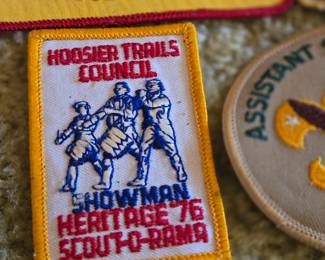 HOOSIER TRAILS
COUNCIL
SHOWMAN
HERITAGE '76
SCOUT-O-RAMA
ASSISTANT